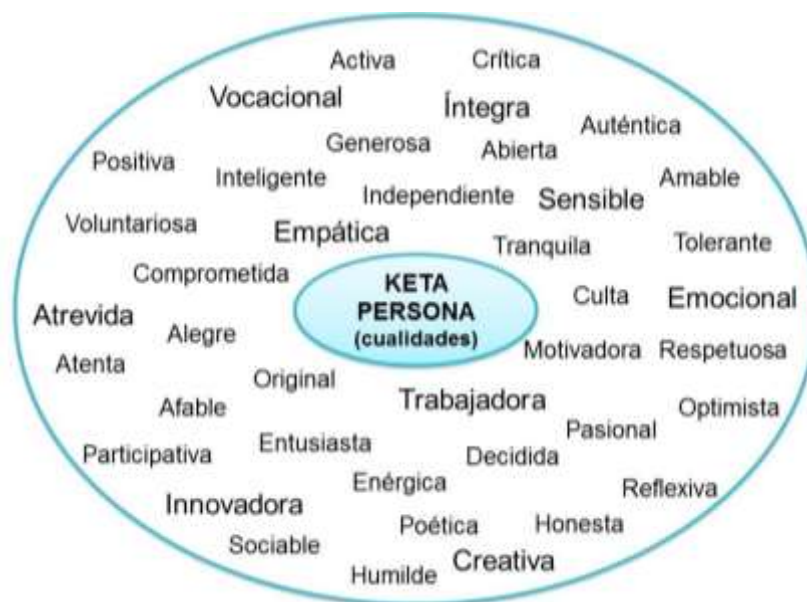 Activa
Crítica
Vocacional
Íntegra
Auténtica
Generosa
Abierta
Positiva
Inteligente
Amable
Independiente
Sensible
Voluntariosa
Empática
Tranquila
Tolerante
Comprometida
KETA
PERSONA
(cualidades)
Culta
Emocional
Atrevida
Alegre
Motivadora
Respetuosa
Atenta
Original
Trabajadora
Afable
Optimista
Pasional
Participativa
Entusiasta
Decidida
Enérgica
Reflexiva
Innovadora
Poética
Honesta
Sociable
Creativa
Humilde